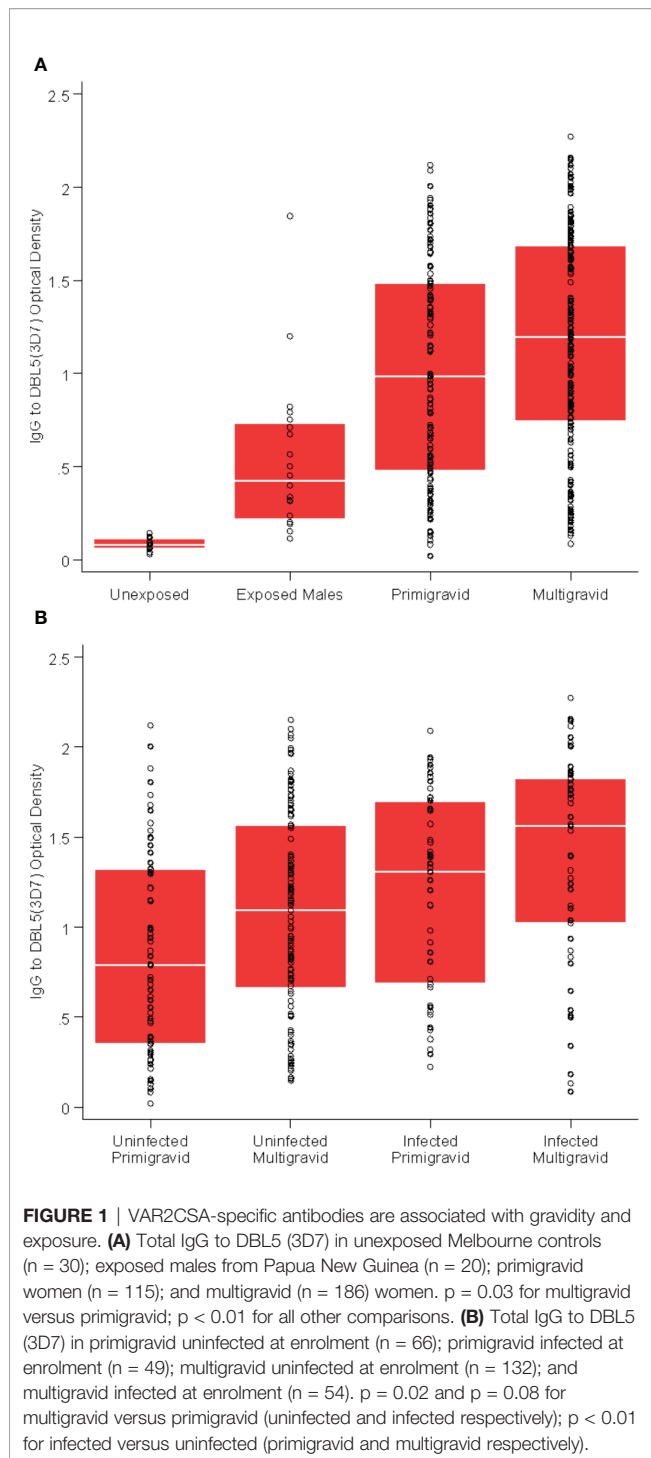 A
2.5
2
1.5
1
.5
0
IgG to DBL5(3D7) Optical Density
Unexposed
Exposed Males
Primigravid
Multigravid
B
2.5
2
1.5
1
.5
0
IgG to DBL5(3D7) Optical Density
Uninfected
Primigravid
Uninfected
Multigravid
Infected
Primigravid
Infected
Multigravid
FIGURE 1 | VAR2CSA-specific antibodies are associated with gravidity and
exposure. (A) Total IgG to DBL5 (3D7) in unexposed Melbourne controls
(n = 30); exposed males from Papua New Guinea (n = 20); primigravid
women (n = 115); and multigravid (n = 186) women. p = 0.03 for multigravid
versus primigravid; p < 0.01 for all other comparisons. (B) Total IgG to DBL5
(3D7) in primigravid uninfected at enrolment (n = 66); primigravid infected at
enrolment (n = 49); multigravid uninfected at enrolment (n = 132); and
multigravid infected at enrolment (n = 54). p = 0.02 and p = 0.08 for
multigravid versus primigravid (uninfected and infected respectively); p < 0.01
for infected versus uninfected (primigravid and multigravid respectively).